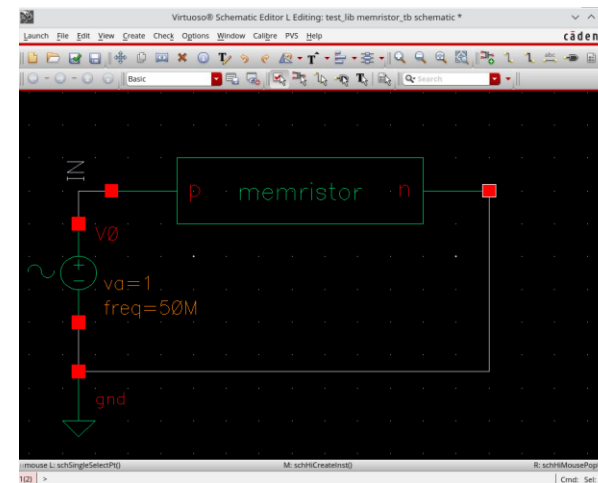 Virtuoso® Schematic Editor L Editing: test_lib memristor_tb schematic *
Launch File Edit View Create Check Options Window Calibre PVS Help
cāden
Basic
Search
IN
p memristor n
V0
va=1
freq=50M
gnd
mouse L: schSingleSelectPt() M: schHiCreateInst() R: schHiMousePop
1(2) > Cmd: Sel: